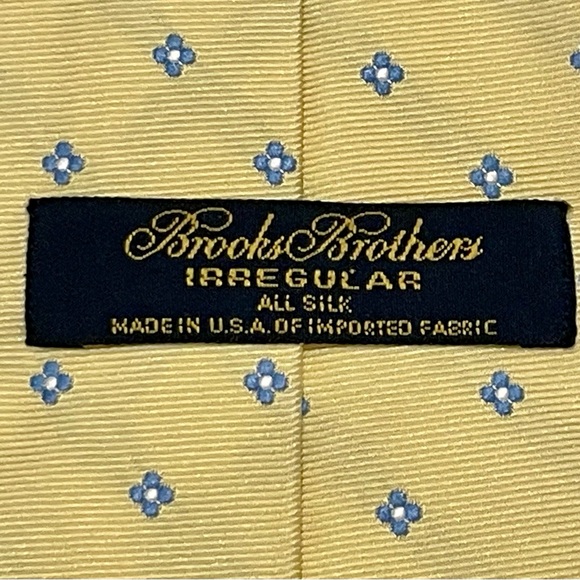 Brooks Brothers
IRREGULAR
ALL SILK
MADE IN U.S.A. OF IMPORTED FABRIC